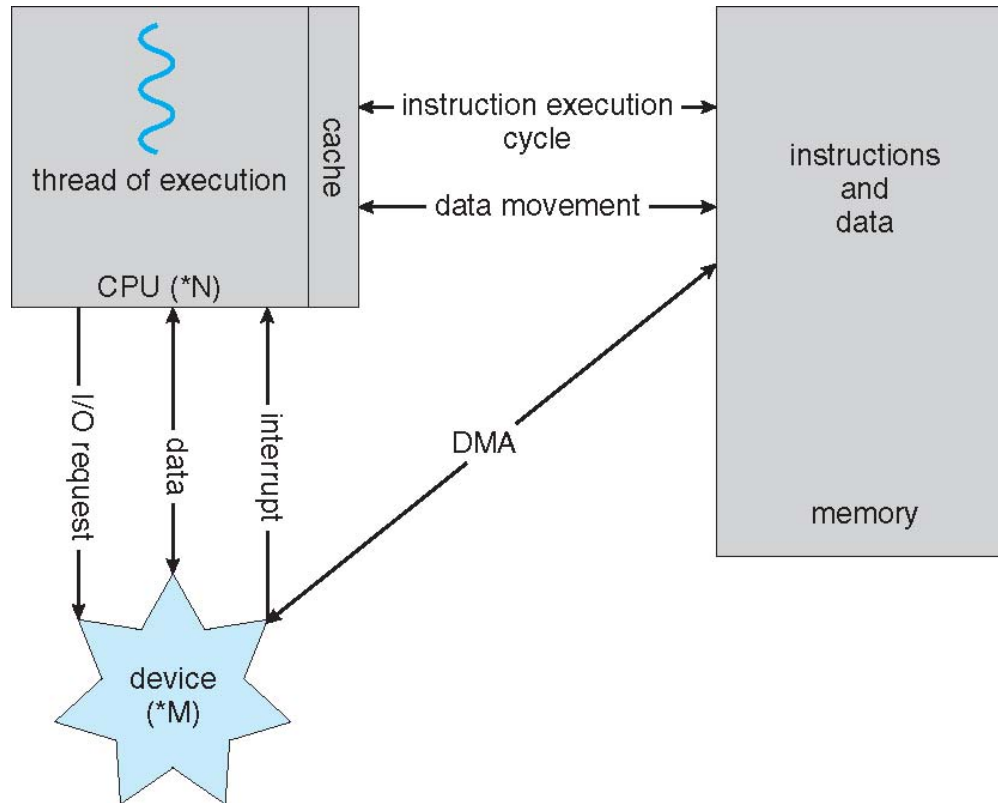 thread of execution
CPU (*N)
cache
instruction execution
cycle
data movement
instructions
and
data
memory
I/O request
data
interrupt
DMA
device
(*M)